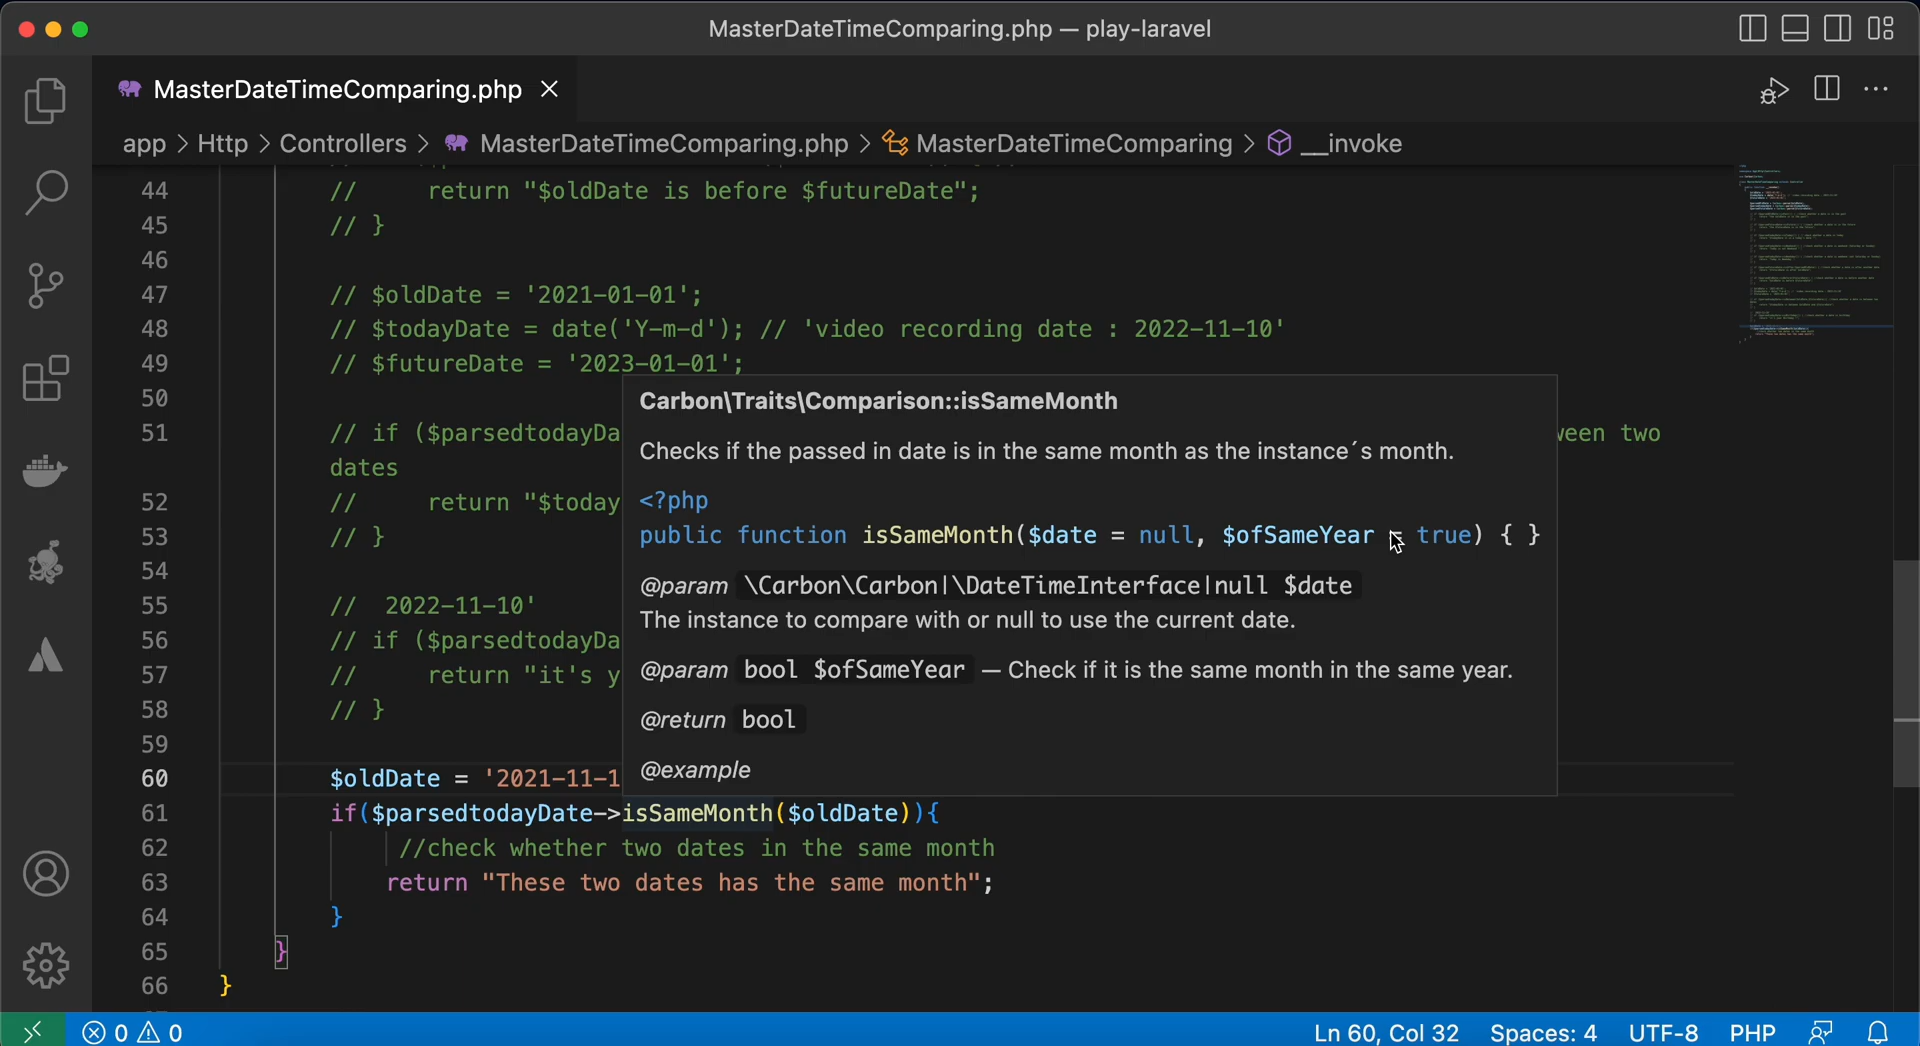 MasterDateTimeComparing.php — play-laravel
MasterDateTimeComparing.php
app > Http > Controllers > MasterDateTimeComparing.php > MasterDateTimeComparing > __invoke
44 // return "$oldDate is before $futureDate";
45 // }
46
47 // $oldDate = '2021-01-01';
48 // $todayDate = date('Y-m-d'); // 'video recording date : 2022-11-10'
49 // $futureDate = '2023-01-01';
50
51 // if ($parsedtodayDa ween two
dates
52 // return "$today
53 // }
54
55 // 2022-11-10'
56 // if ($parsedtodayDa
57 // return "it's y
58 // }
59
60 $oldDate = '2021-11-1
61 if($parsedtodayDate->isSameMonth($oldDate)){
62 //check whether two dates in the same month
63 return "These two dates has the same month";
64 }
65 }
66 }
Carbon\Traits\Comparison::isSameMonth
Checks if the passed in date is in the same month as the instance´s month.
<?php
public function isSameMonth($date = null, $ofSameYear = true) { }
@param \Carbon\Carbon|\DateTimeInterface|null $date
The instance to compare with or null to use the current date.
@param bool $ofSameYear — Check if it is the same month in the same year.
@return bool
@example
0 0 Ln 60, Col 32 Spaces: 4 UTF-8 PHP